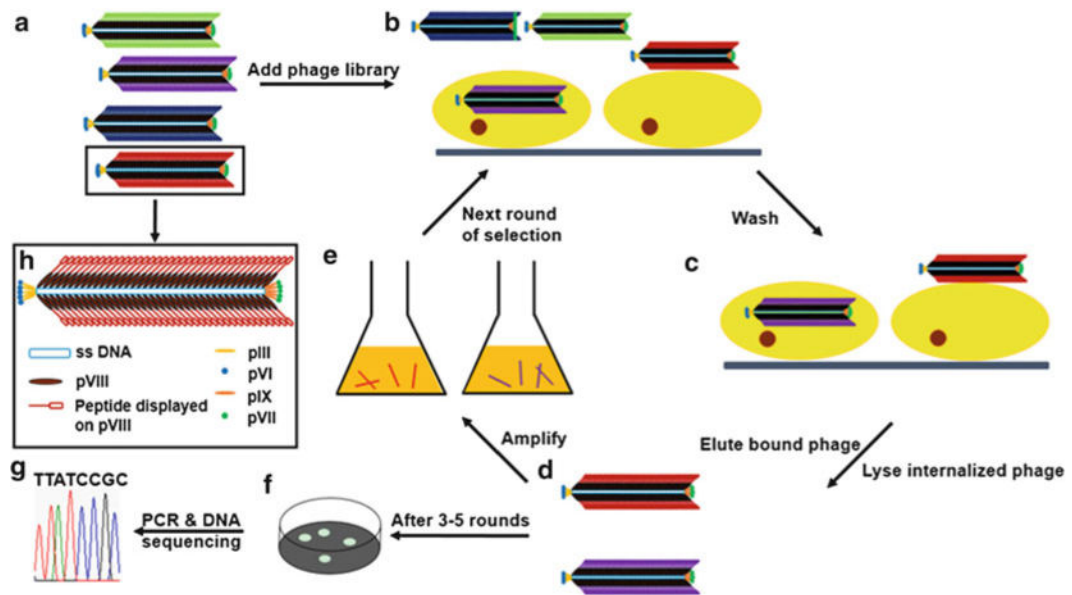 a
Add phage library
b
Wash
c
Elute bound phage
Lyse internalized phage
d
Amplify
e
Next round
of selection
After 3-5 rounds
f
PCR & DNA
sequencing
g
TTATCCGC
h
ss DNA
pVIII
Peptide displayed
on pVIII
pIII
pVI
pIX
pVII